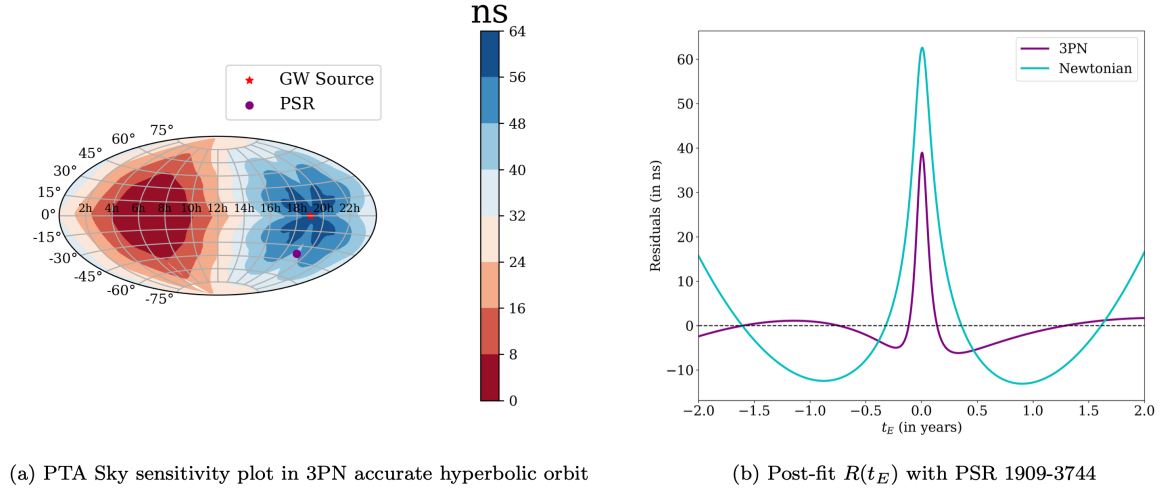 ns
64
56
48
40
32
24
16
8
0
GW Source
PSR
75°
60°
45°
30°
15°
0°
-15°
-30°
-45°
-60°
-75°
2h 4h 6h 8h 10h 12h 14h 16h 18h 20h 22h
(a) PTA Sky sensitivity plot in 3PN accurate hyperbolic orbit
3PN
Newtonian
Residuals (in ns)
60
50
40
30
20
10
0
−10
−2.0 −1.5 −1.0 −0.5 0.0 0.5 1.0 1.5 2.0
t_E (in years)
(b) Post-fit R(t_E) with PSR 1909-3744